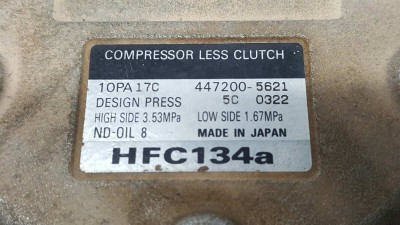 COMPRESSOR LESS CLUTCH
10PA17C 447200-5621
DESIGN PRESS 5C 0322
HIGH SIDE 3.53MPa LOW SIDE 1.67MPa
ND-OIL 8 MADE IN JAPAN
HFC134a